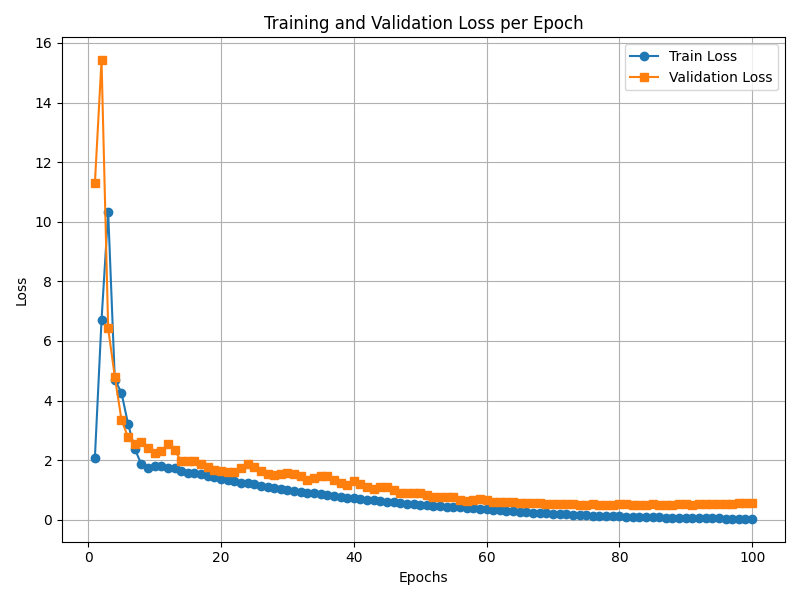 Training and Validation Loss per Epoch
Train Loss
Validation Loss
16
14
12
10
8
6
4
2
0
Loss
0 20 40 60 80 100
Epochs